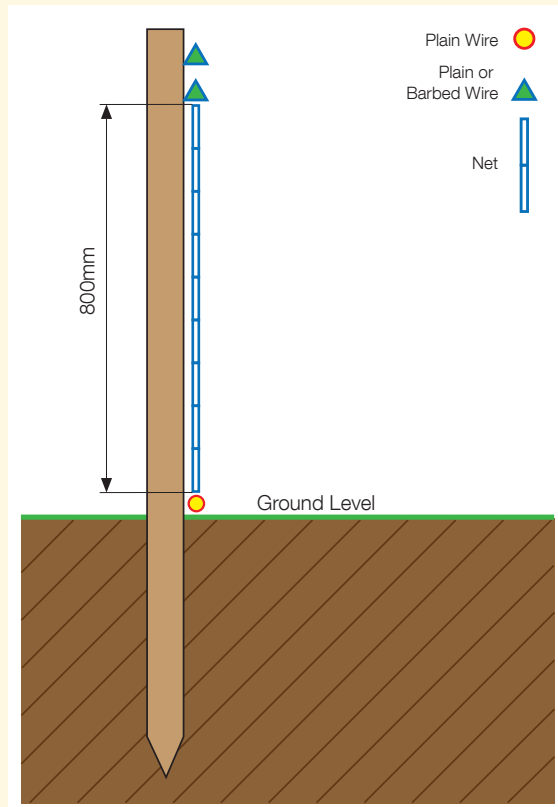 Plain Wire
Plain or
Barbed Wire
Net
800mm
Ground Level